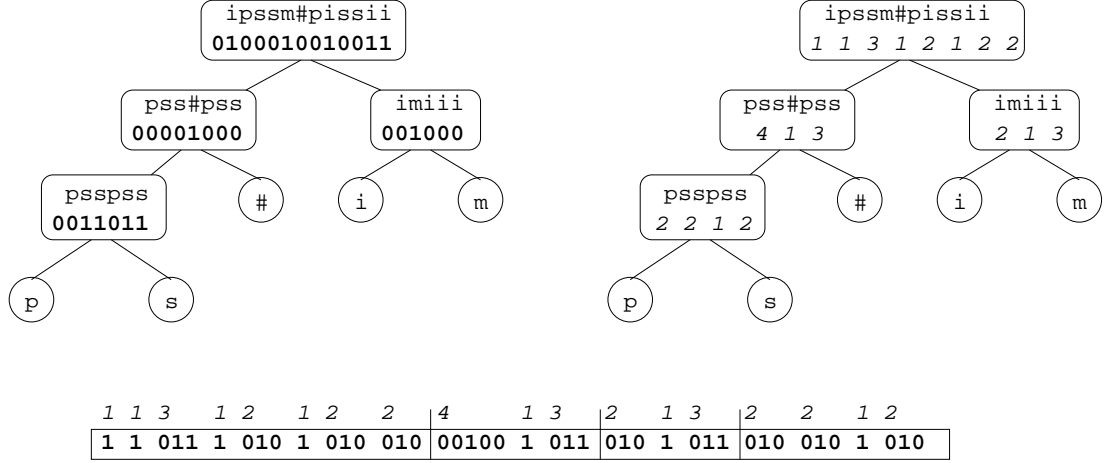 ipssm#pissii
0100010010011
pss#pss
00001000
imiii
001000
psspss
0011011
#
i
m
p
s
ipssm#pissii
1 1 3 1 2 1 2 2
pss#pss
4 1 3
imiii
2 1 3
psspss
2 2 1 2
#
i
m
p
s
1 1 3 1 2 1 2 2 4 1 3 2 1 3 2 2 1 2
1 1 011 1 010 1 010 010 00100 1 011 010 1 011 010 010 1 010